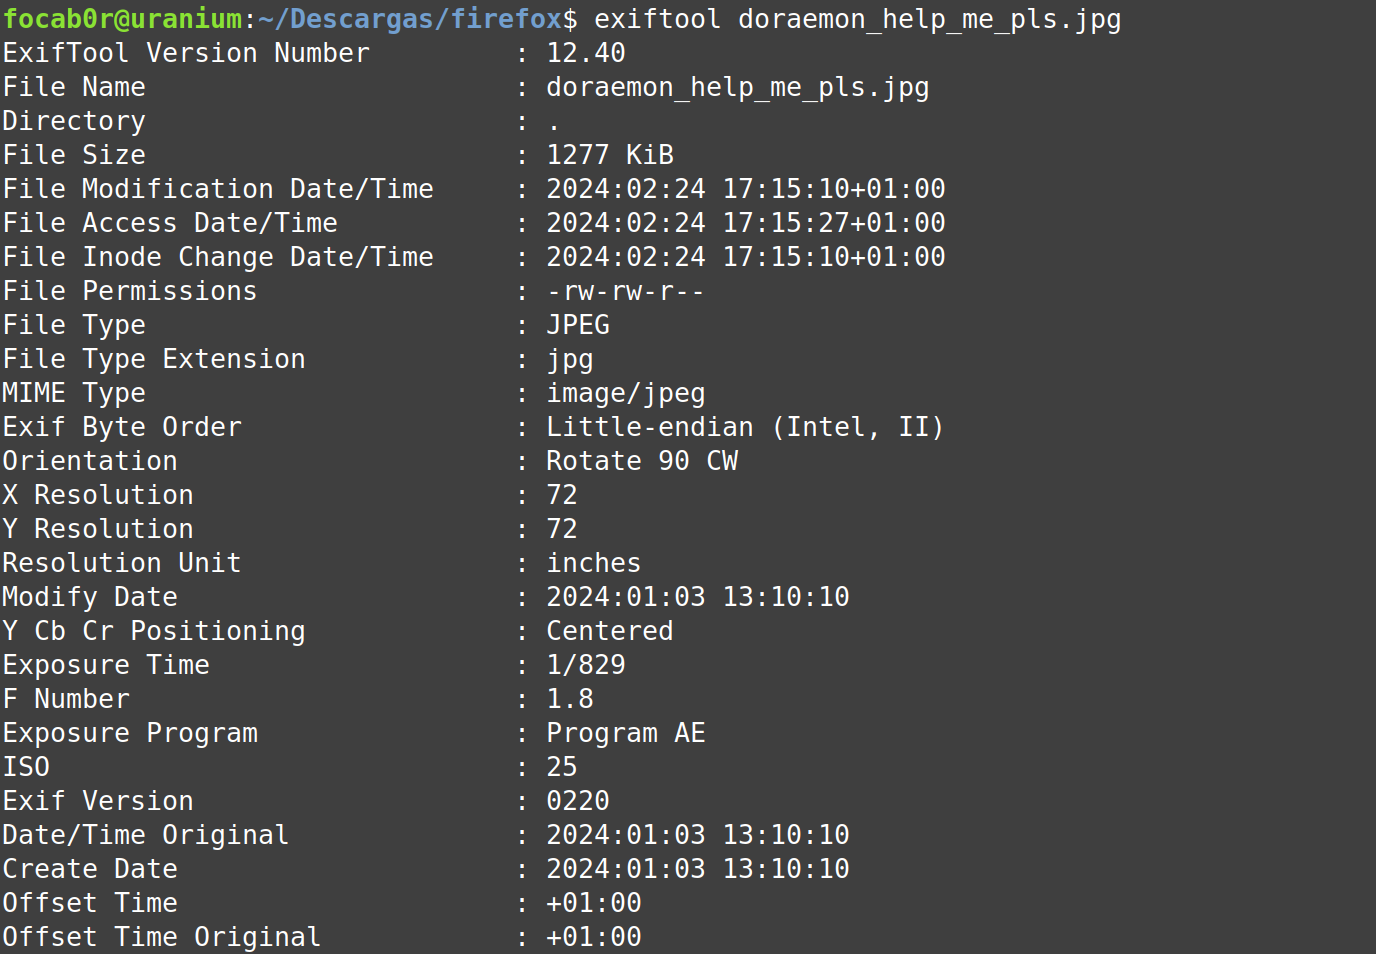 focab0r@uranium:~/Descargas/firefox$ exiftool doraemon_help_me_pls.jpg
ExifTool Version Number         : 12.40
File Name                       : doraemon_help_me_pls.jpg
Directory                       : .
File Size                       : 1277 KiB
File Modification Date/Time     : 2024:02:24 17:15:10+01:00
File Access Date/Time           : 2024:02:24 17:15:27+01:00
File Inode Change Date/Time     : 2024:02:24 17:15:10+01:00
File Permissions                : -rw-rw-r--
File Type                       : JPEG
File Type Extension             : jpg
MIME Type                       : image/jpeg
Exif Byte Order                 : Little-endian (Intel, II)
Orientation                     : Rotate 90 CW
X Resolution                    : 72
Y Resolution                    : 72
Resolution Unit                 : inches
Modify Date                     : 2024:01:03 13:10:10
Y Cb Cr Positioning             : Centered
Exposure Time                   : 1/829
F Number                        : 1.8
Exposure Program                : Program AE
ISO                             : 25
Exif Version                    : 0220
Date/Time Original              : 2024:01:03 13:10:10
Create Date                     : 2024:01:03 13:10:10
Offset Time                     : +01:00
Offset Time Original            : +01:00